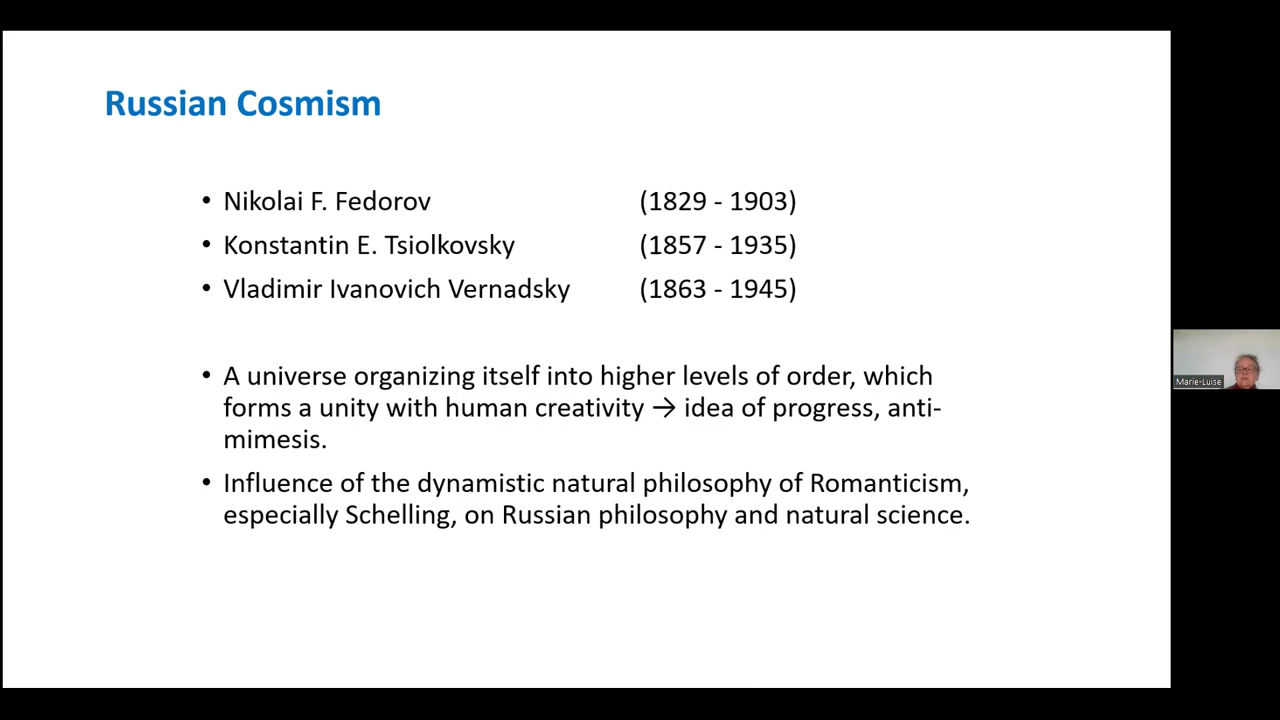 Russian Cosmism
• Nikolai F. Fedorov (1829 - 1903)
• Konstantin E. Tsiolkovsky (1857 - 1935)
• Vladimir Ivanovich Vernadsky (1863 - 1945)
• A universe organizing itself into higher levels of order, which
forms a unity with human creativity → idea of progress, anti-
mimesis.
• Influence of the dynamistic natural philosophy of Romanticism,
especially Schelling, on Russian philosophy and natural science.
Marie-Luise